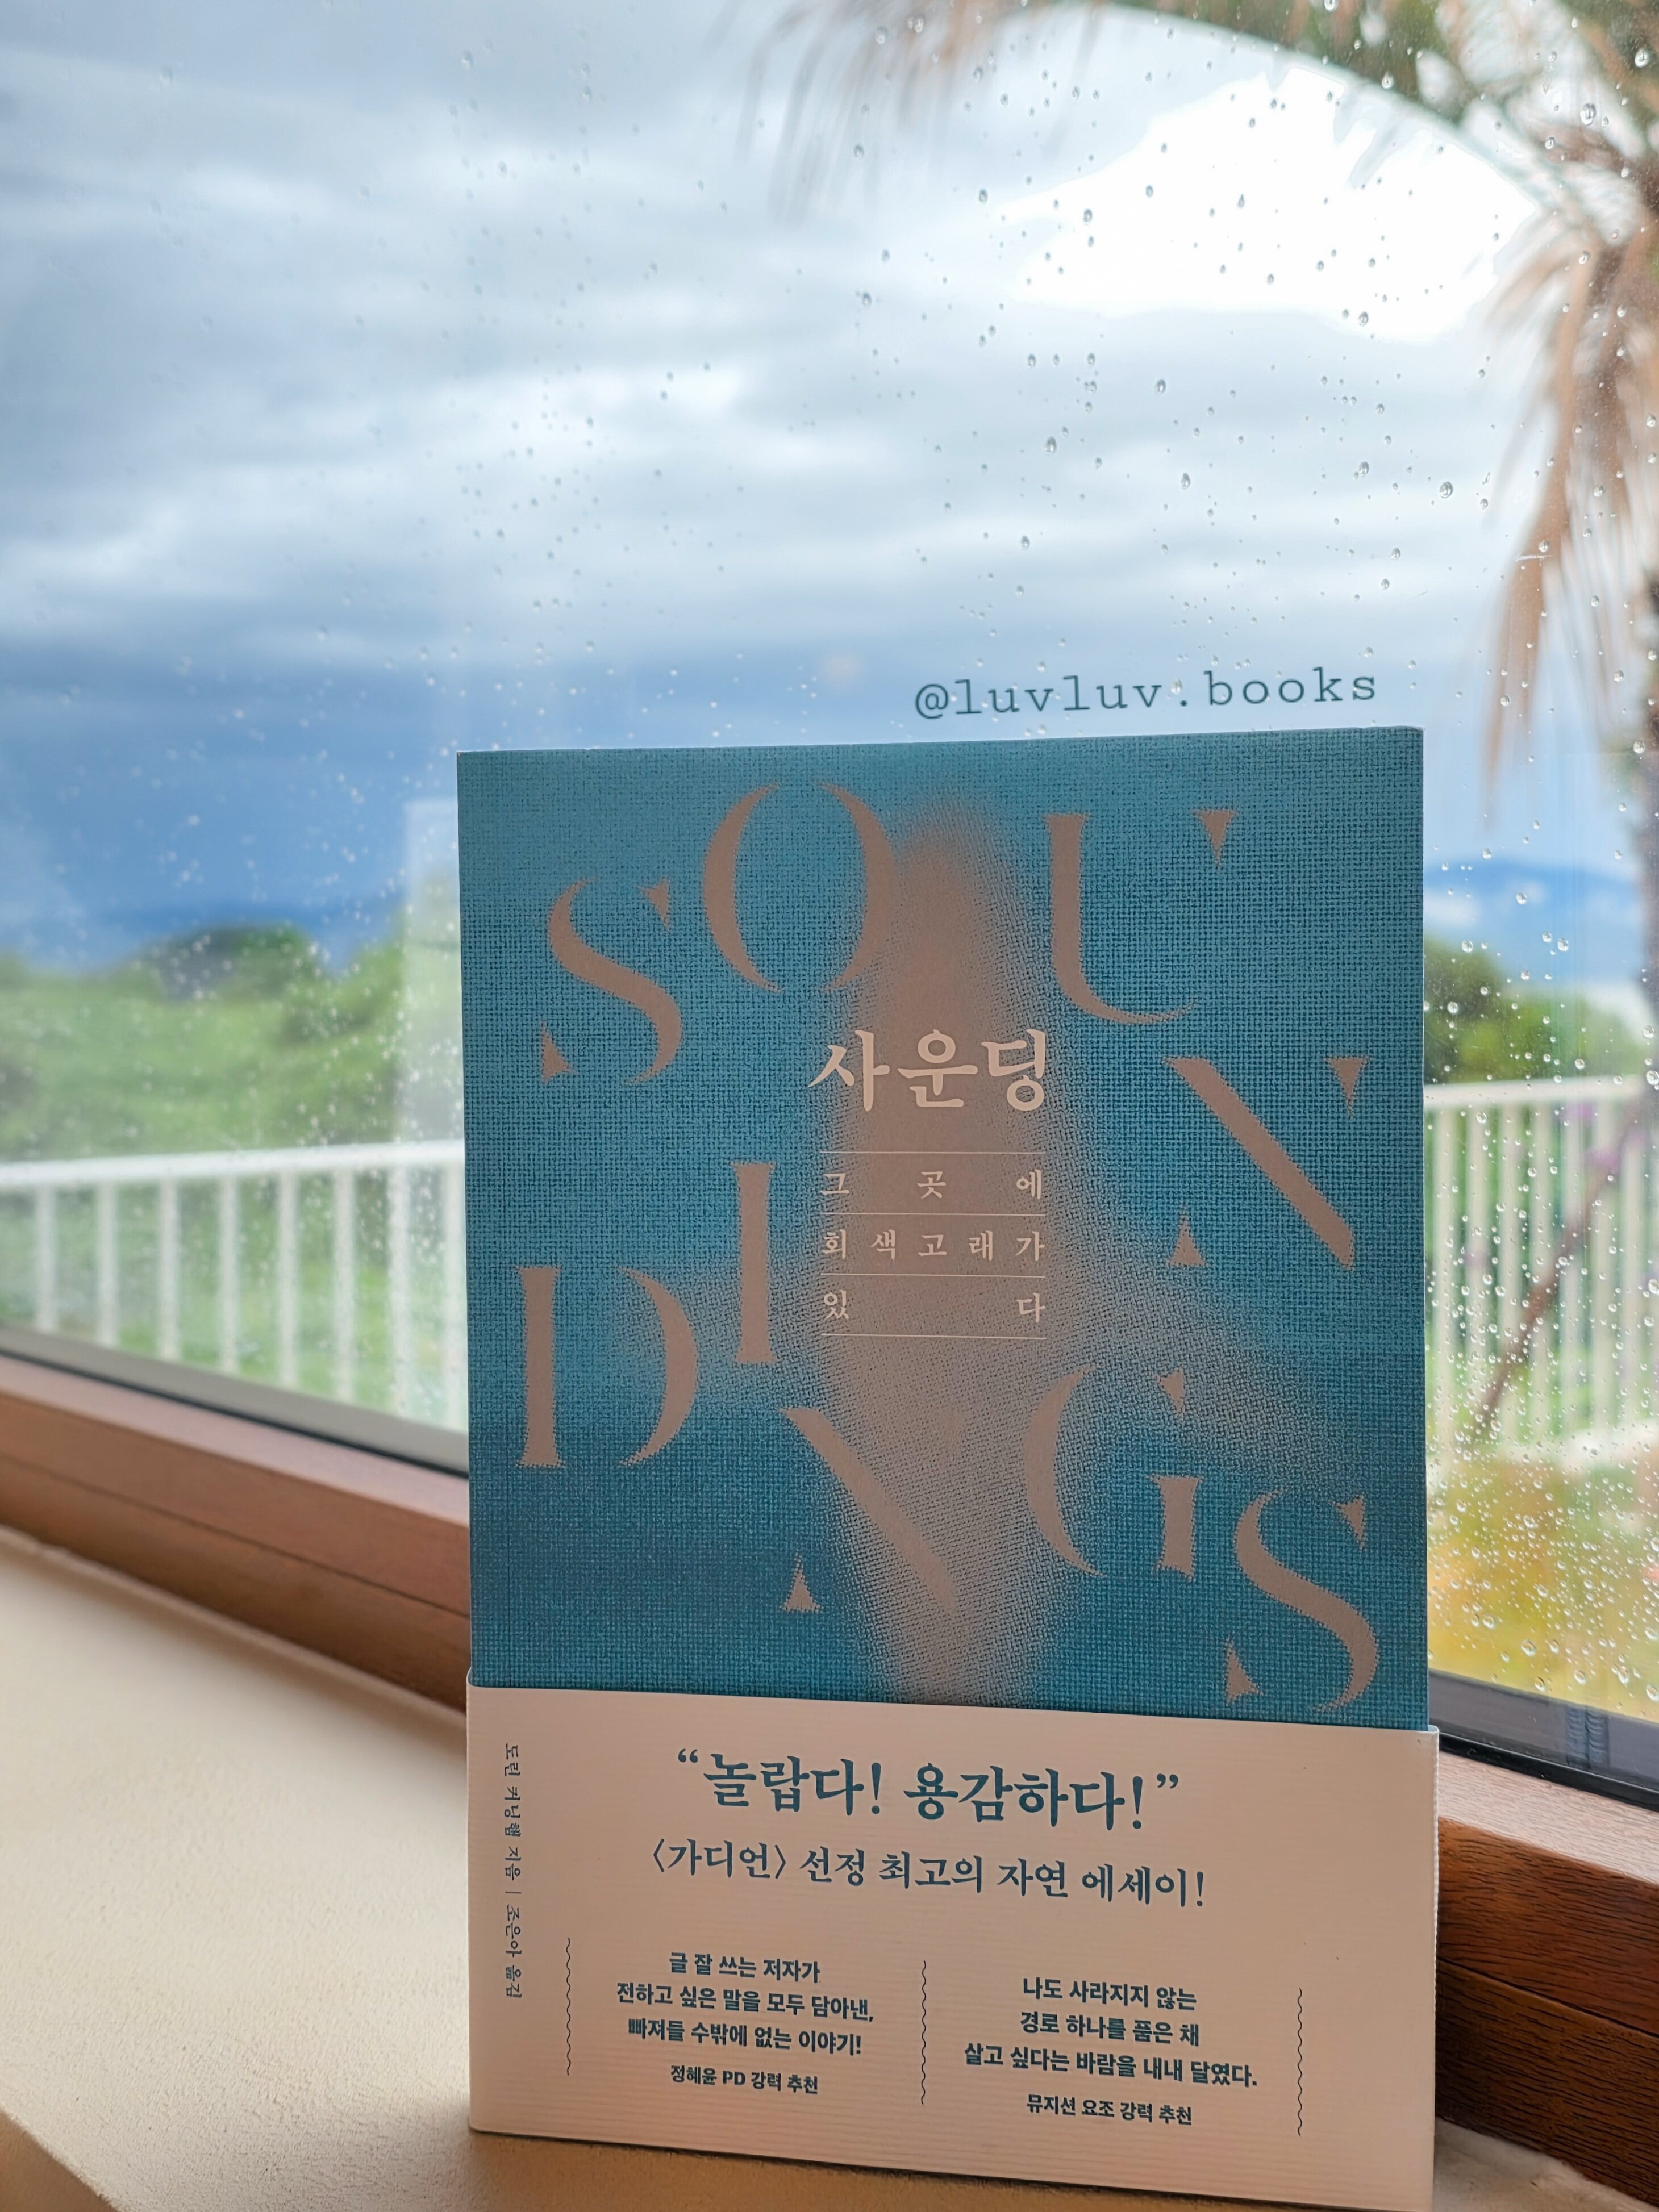 @luvluv.books
SOUN
DINGS
사운딩
그곳에
회색고래가
있다
도린 커닝햄 지음 | 조은아 옮김
“놀랍다! 용감하다!”
〈가디언〉 선정 최고의 자연 에세이!
글 잘 쓰는 저자가
전하고 싶은 말을 모두 담아낸,
빠져들 수밖에 없는 이야기!
정혜윤 PD 강력 추천
나도 사라지지 않는
경로 하나를 품은 채
살고 싶다는 바람을 내내 달였다.
뮤지션 요조 강력 추천